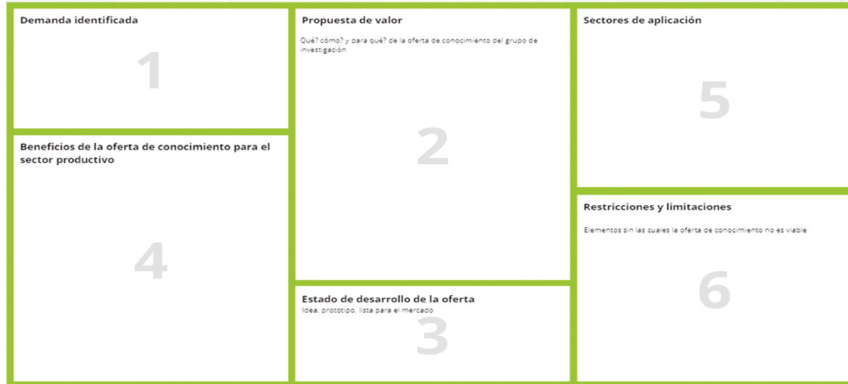 Demanda identificada
1
Propuesta de valor
Qué? cómo? y para qué? de la oferta de conocimiento del grupo de
investigación
2
Estado de desarrollo de la oferta
Idea, prototipo, lista para el mercado
3
Beneficios de la oferta de conocimiento para el
sector productivo
4
Sectores de aplicación
5
Restricciones y limitaciones
Elementos sin las cuales la oferta de conocimiento no es viable
6